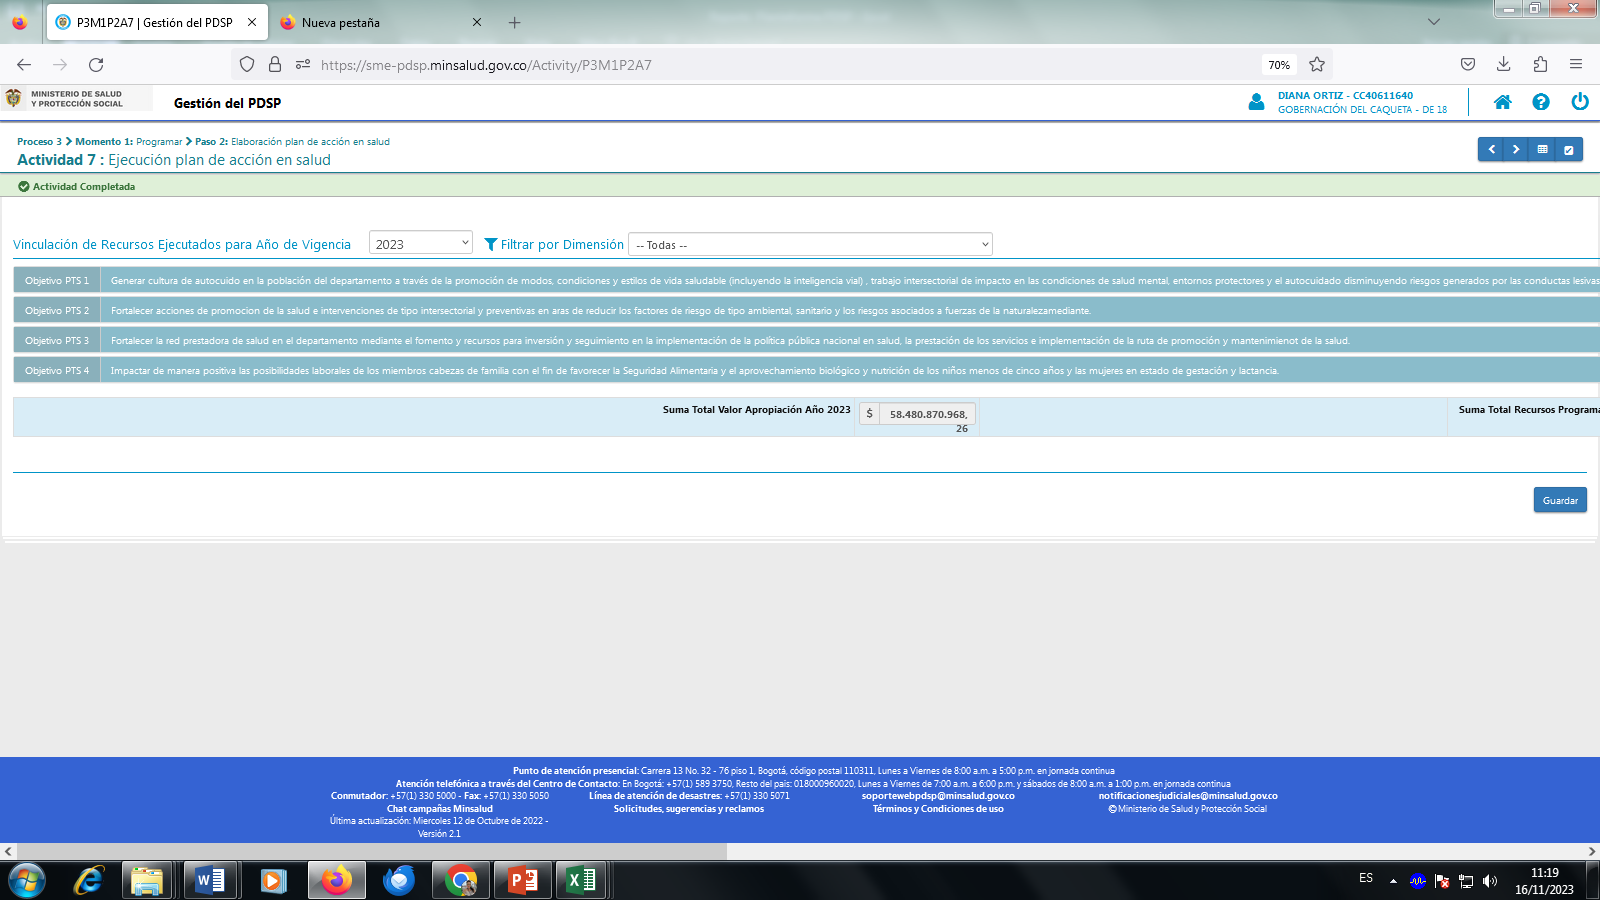 P3M1P2A7 | Gestión del PDSP
Nueva pestaña
https://sme-pdsp.minsalud.gov.co/Activity/P3M1P2A7
70%
MINISTERIO DE SALUD
Y PROTECCIÓN SOCIAL
Gestión del PDSP
DIANA ORTIZ - CC40611640
GOBERNACIÓN DEL CAQUETA - DE 18
Proceso 3 > Momento 1: Programar > Paso 2: Elaboración plan de acción en salud
Actividad 7 : Ejecución plan de acción en salud
Actividad Completada
Vinculación de Recursos Ejecutados para Año de Vigencia 2023 Filtrar por Dimensión -- Todas --
Objetivo PTS 1 Generar cultura de autocuido en la población del departamento a través de la promoción de modos, condiciones y estilos de vida saludable (incluyendo la inteligencia vial) , trabajo intersectorial de impacto en las condiciones de salud mental, entornos protectores y el autocuidado disminuyendo riesgos generados por las conductas lesivas
Objetivo PTS 2 Fortalecer acciones de promocion de la salud e intervenciones de tipo intersectorial y preventivas en aras de reducir los factores de riesgo de tipo ambiental, sanitario y los riesgos asociados a fuerzas de la naturalezamediante.
Objetivo PTS 3 Fortalecer la red prestadora de salud en el departamento mediante el fomento y recursos para inversión y seguimiento en la implementación de la política pública nacional en salud, la prestación de los servicios e implementación de la ruta de promoción y mantenimienot de la salud.
Objetivo PTS 4 Impactar de manera positiva las posibilidades laborales de los miembros cabezas de familia con el fin de favorecer la Seguridad Alimentaria y el aprovechamiento biológico y nutrición de los niños menos de cinco años y las mujeres en estado de gestación y lactancia.
Suma Total Valor Apropiación Año 2023 $ 58.480.870.968,
26
Suma Total Recursos Programa
Guardar
Punto de atención presencial: Carrera 13 No. 32 - 76 piso 1, Bogotá, código postal 110311, Lunes a Viernes de 8:00 a.m. a 5:00 p.m. en jornada continua
Atención telefónica a través del Centro de Contacto: En Bogotá: +57(1) 589 3750, Resto del pais: 018000960020, Lunes a Viernes de 7:00 a.m. a 6:00 p.m. y sábados de 8:00 a.m. a 1:00 p.m. en jornada continua
Conmutador: +57(1) 330 5000 - Fax: +57(1) 330 5050 Línea de atención de desastres: +57(1) 330 5071 soportewebpdsp@minsalud.gov.co notificacionesjudiciales@minsalud.gov.co
Chat campañas Minsalud Solicitudes, sugerencias y reclamos Términos y Condiciones de uso © Ministerio de Salud y Protección Social
Última actualización: Miercoles 12 de Octubre de 2022 -
Versión 2.1
ES
11:19
16/11/2023